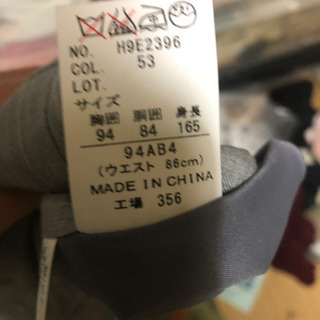 NO. H9E2396
COL. 53
LOT.
サイズ
胸囲 胴囲 身長
94 84 165
94AB4
(ウエスト 86cm)
MADE IN CHINA
工場 356